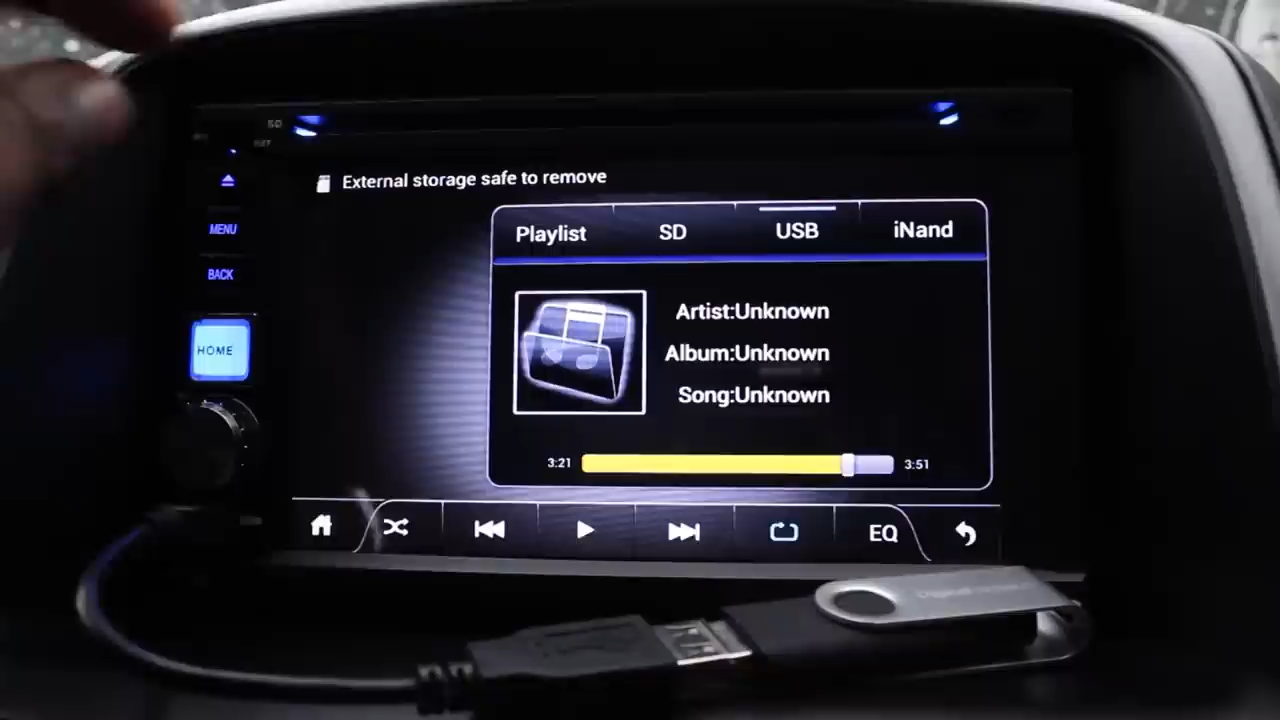 SD
External storage safe to remove
MENU
BACK
HOME
Playlist SD USB iNand
Artist:Unknown
Album:Unknown
Song:Unknown
3:21 3:51
EQ